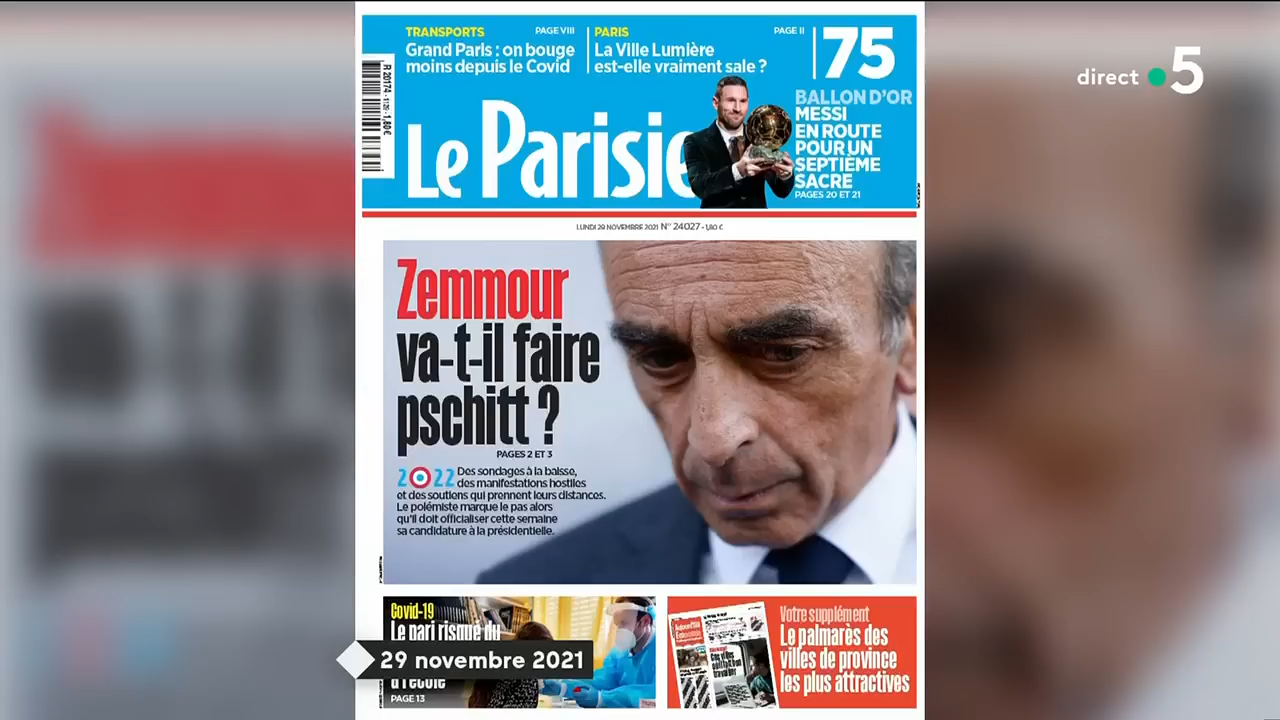 TRANSPORTS
PAGE VIII
Grand Paris : on bouge
moins depuis le Covid
PARIS
PAGE II
La Ville Lumière
est-elle vraiment sale ?
75
direct 5
BALLON D'OR
MESSI
EN ROUTE
POUR UN
SEPTIÈME
SACRE
PAGES 20 ET 21
Le Parisie
LUNDI 29 NOVEMBRE 2021 N° 24027 - 1,80 €
Zemmour
va-t-il faire
pschitt ?
PAGES 2 ET 3
2022 Des sondages à la baisse,
des manifestations hostiles
et des soutiens qui prennent leurs distances.
Le polémiste marque le pas alors
qu'il doit officialiser cette semaine
sa candidature à la présidentielle.
Covid-19
Le pari risqué du
à l'école
PAGE 13
29 novembre 2021
Votre supplément
Le palmarès des
villes de province
les plus attractives